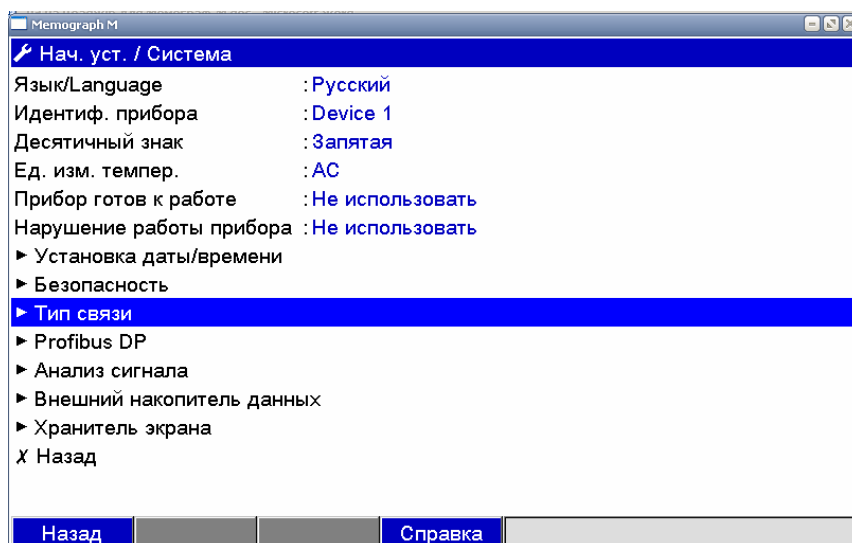 Memograph M
Нач. уст. / Система
Язык/Language :Русский
Идентиф. прибора :Device 1
Десятичный знак :Запятая
Ед. изм. темпер. :АС
Прибор готов к работе :Не использовать
Нарушение работы прибора :Не использовать
► Установка даты/времени
► Безопасность
► Тип связи
► Profibus DP
► Анализ сигнала
► Внешний накопитель данных
► Хранитель экрана
✗ Назад
Назад Справка